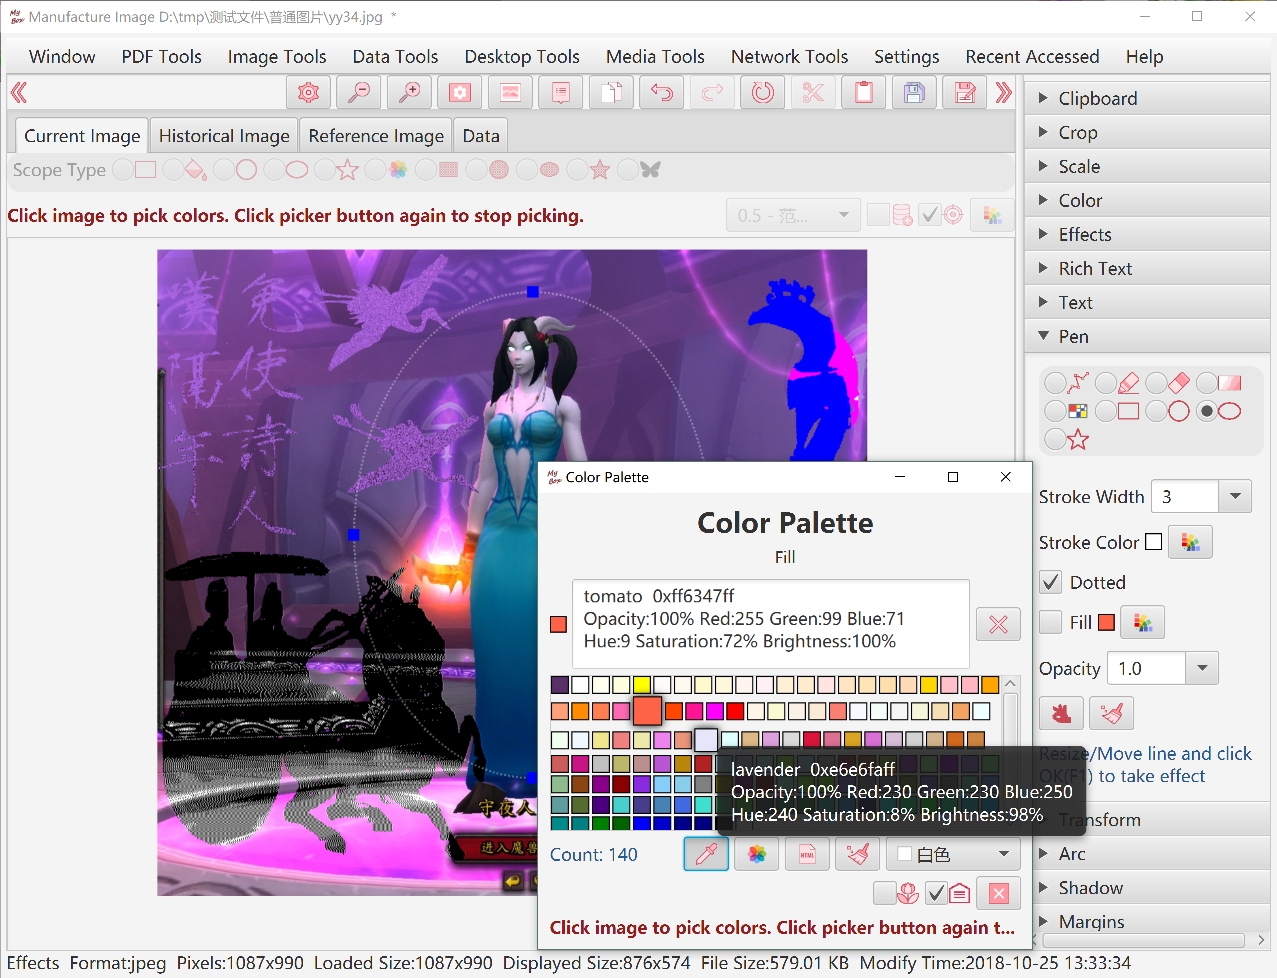 Manufacture Image D:\tmp\测试文件\普通图片\yy34.jpg *
Window PDF Tools Image Tools Data Tools Desktop Tools Media Tools Network Tools Settings Recent Accessed Help
Current Image Historical Image Reference Image Data
Scope Type
Click image to pick colors. Click picker button again to stop picking.
0.5 - 范...
Clipboard
Crop
Scale
Color
Effects
Rich Text
Text
Pen
Stroke Width 3
Stroke Color
Dotted
Fill
Opacity 1.0
Resize/Move line and click
OK(F1) to take effect
Transform
Arc
Shadow
Margins
守夜人
进入魔兽
My Box Color Palette
Color Palette
Fill
tomato 0xff6347ff
Opacity:100% Red:255 Green:99 Blue:71
Hue:9 Saturation:72% Brightness:100%
lavender 0xe6e6faff
Opacity:100% Red:230 Green:230 Blue:250
Hue:240 Saturation:8% Brightness:98%
Count: 140
HTML
白色
Click image to pick colors. Click picker button again t...
Effects Format:jpeg Pixels:1087x990 Loaded Size:1087x990 Displayed Size:876x574 File Size:579.01 KB Modify Time:2018-10-25 13:33:34